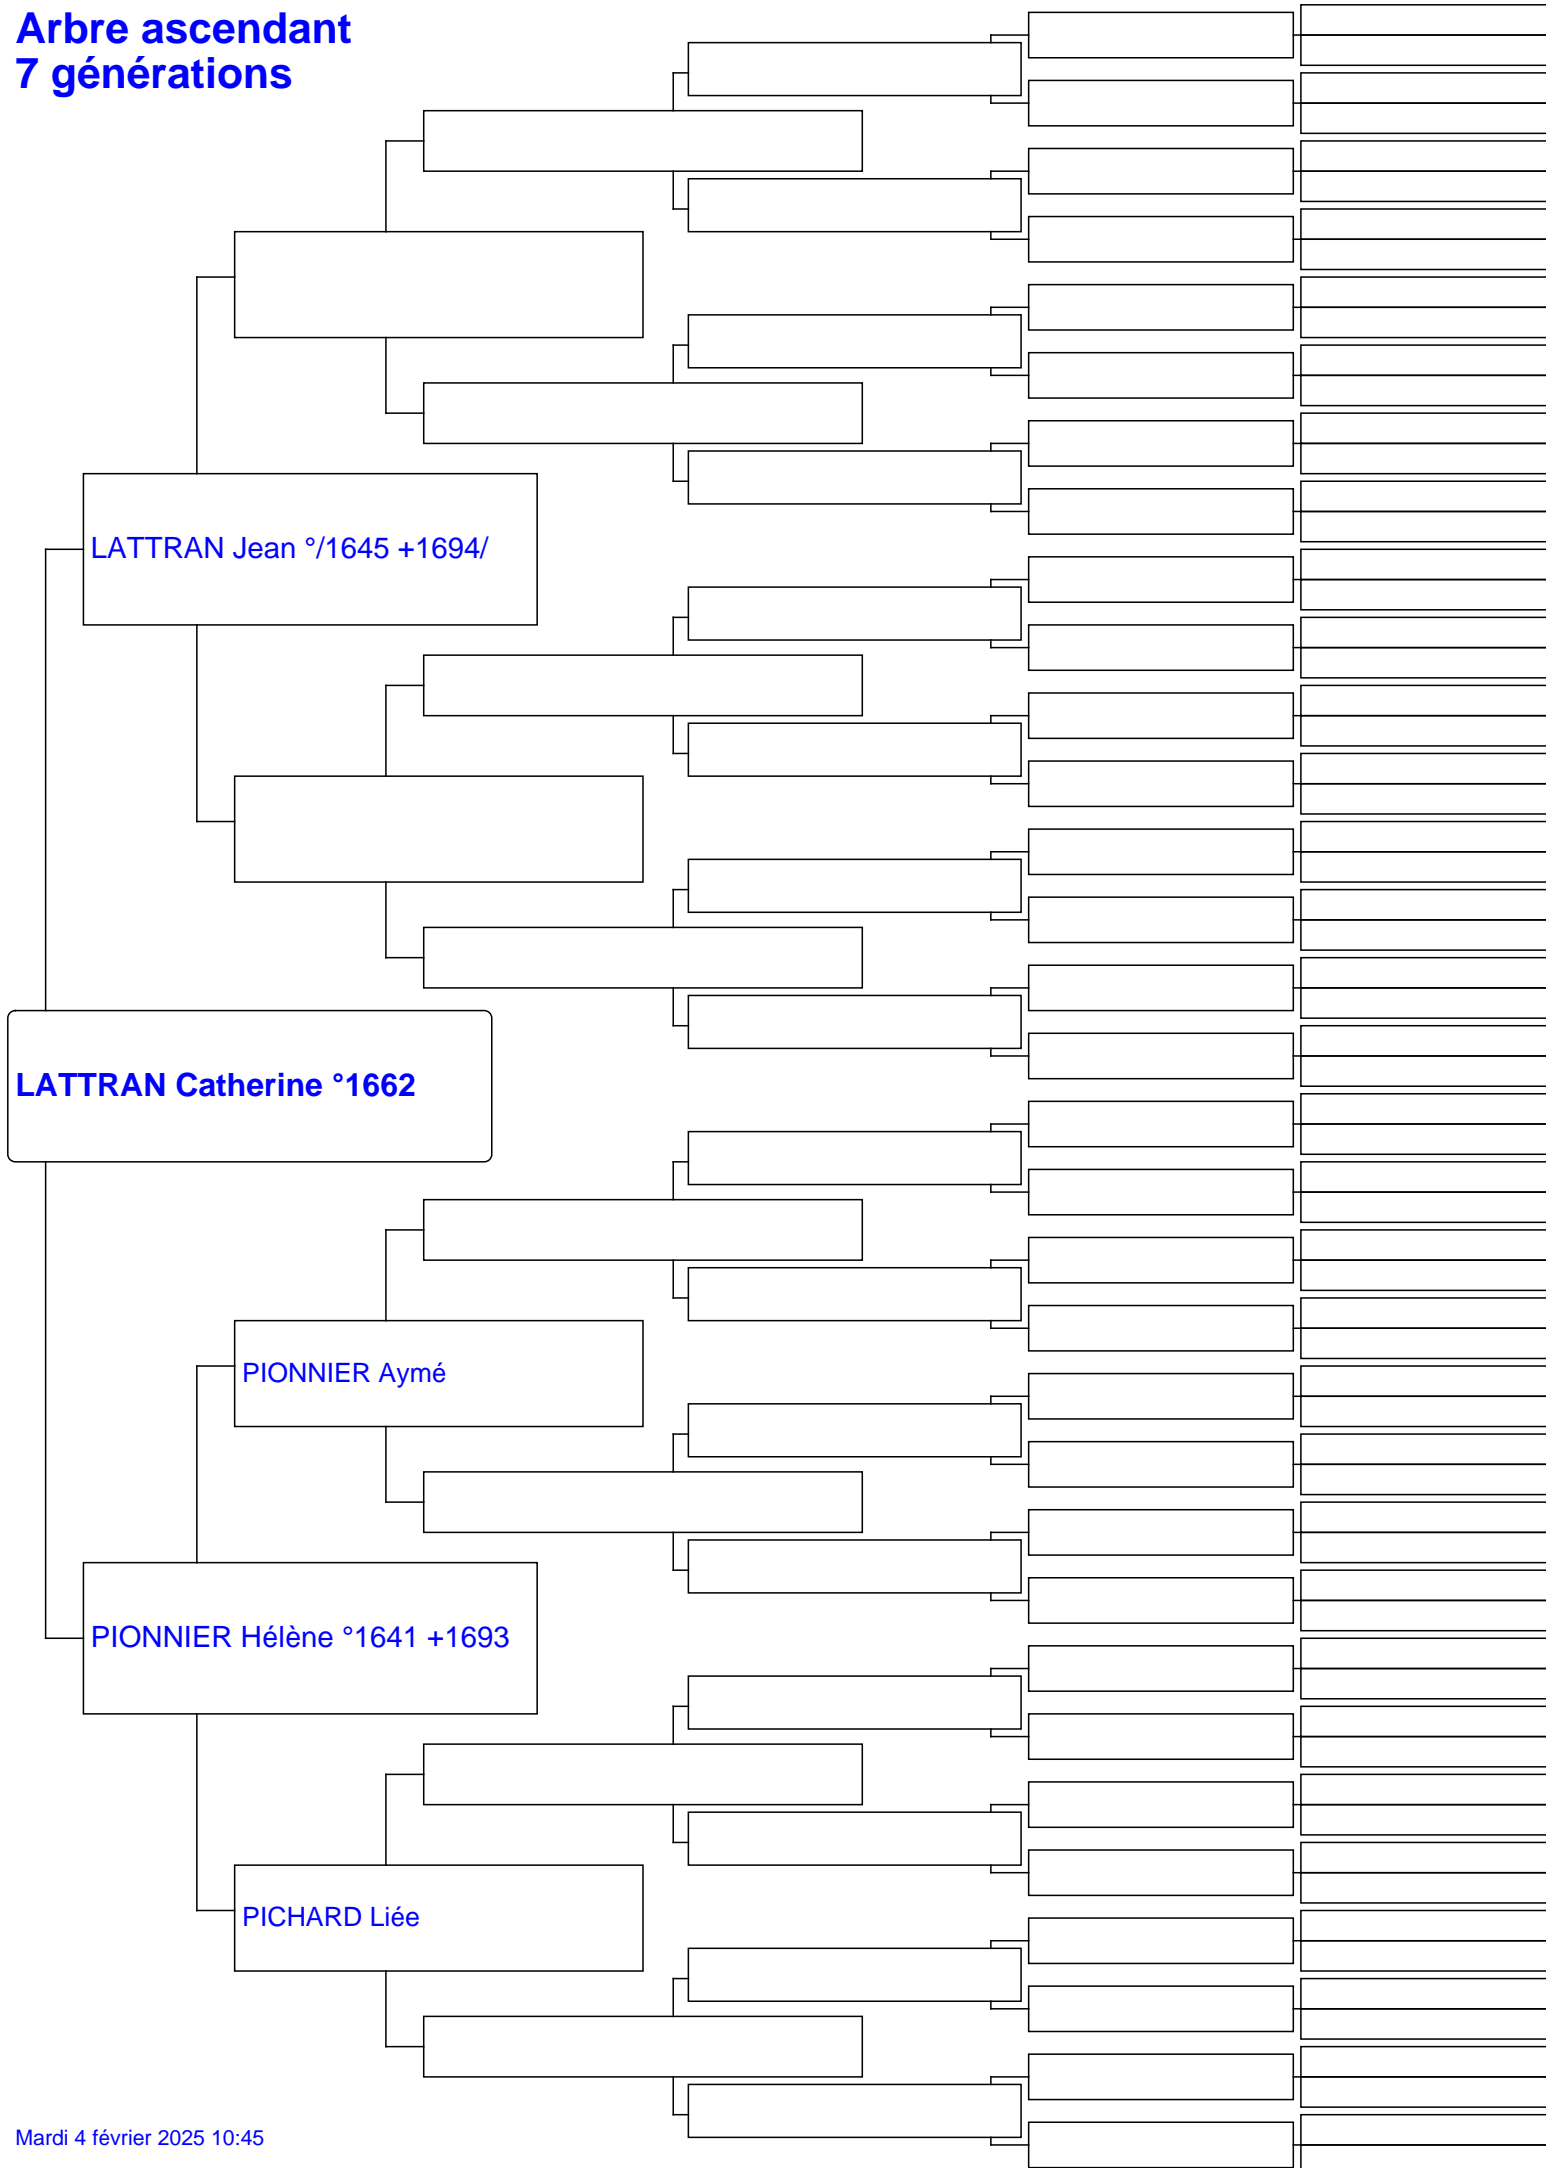 Arbre ascendant
7 générations
LATTRAN Jean °/1645 +1694/
LATTRAN Catherine °1662
PIONNIER Aymé
PIONNIER Hélène °1641 +1693
PICHARD Liée
Mardi 4 février 2025 10:45